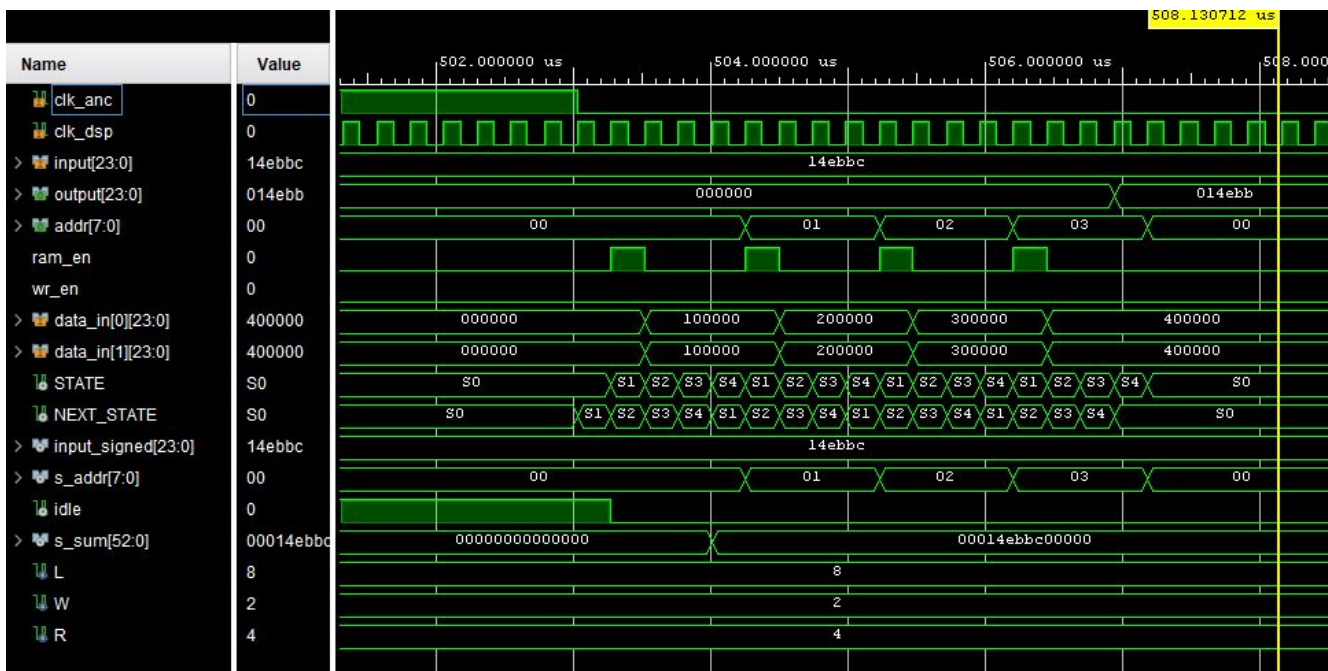 508.130712 us
Name Value
502.000000 us 504.000000 us 506.000000 us 508.000
clk_anc 0
clk_dsp 0
input[23:0] 14ebbc 14ebbc
output[23:0] 014ebb 000000 014ebb
addr[7:0] 00 00 01 02 03 00
ram_en 0
wr_en 0
data_in[0][23:0] 400000 000000 100000 200000 300000 400000
data_in[1][23:0] 400000 000000 100000 200000 300000 400000
STATE S0 S0 S1 S2 S3 S4 S1 S2 S3 S4 S1 S2 S3 S4 S1 S2 S3 S4 S0
NEXT_STATE S0 S0 S1 S2 S3 S4 S1 S2 S3 S4 S1 S2 S3 S4 S1 S2 S3 S4 S0
input_signed[23:0] 14ebbc 14ebbc
s_addr[7:0] 00 00 01 02 03 00
idle 0
s_sum[52:0] 00014ebbc 00000000000000 00014ebbc00000
L 8 8
W 2 2
R 4 4